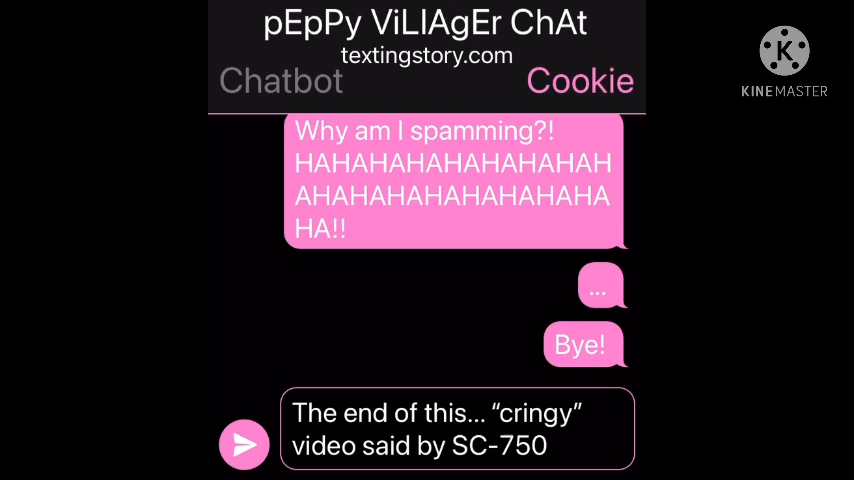 pEpPy ViLlAgEr ChAt
textingstory.com
Chatbot
Cookie
K
KINEMASTER
Why am I spamming?!
HAHAHAHAHAHAHAHAH
AHAHAHAHAHAHAHAHA
HA!!
...
Bye!
The end of this... “cringy”
video said by SC-750